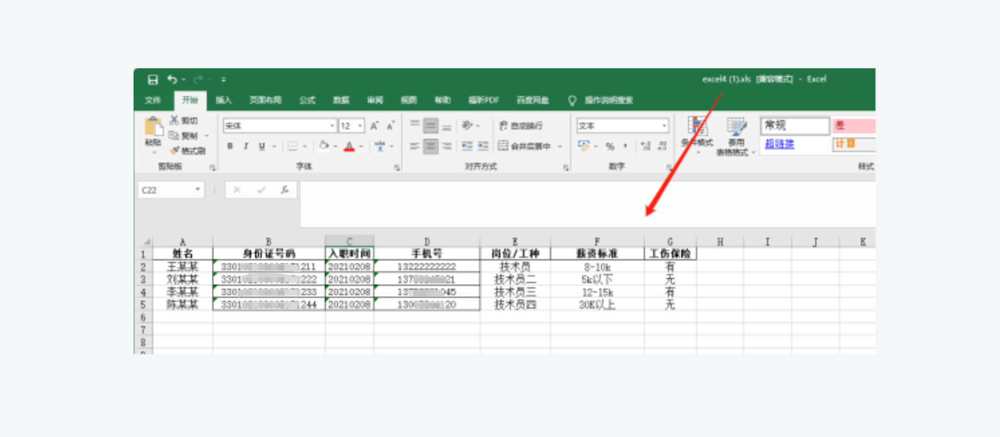 excel4 (1).xls [兼容模式] - Excel
文件 开始 插入 页面布局 公式 数据 审阅 视图 帮助 福昕PDF 百度网盘 操作说明搜索
剪切
复制
格式刷
粘贴
剪贴板
宋体 12
B I U
字体
自动换行
合并后居中
对齐方式
文本
%
数字
条件格式
套用
表格格式
常规 差
超链接 计算
样式
C22 fx
A B C D E F G H I J K
1 姓名 身份证号码 入职时间 手机号 岗位/工种 薪资标准 工伤保险
2 王某某 3301 211 20210208 13222222222 技术员 8-10k 有
3 刘某某 3301 222 20210208 137 21 技术员二 5k以下 无
4 李某某 330 233 20210208 13 045 技术员三 12-15k 有
5 陈某某 3301 244 20210208 130 20 技术员四 30K以上 无
6
7
8